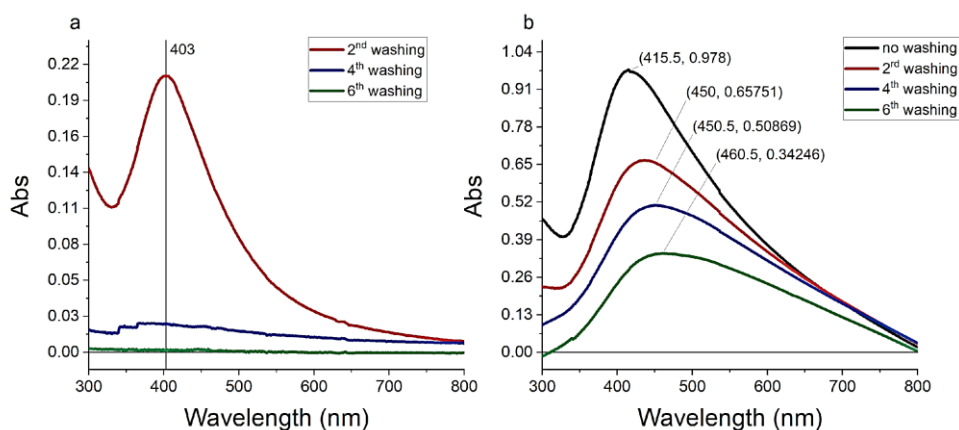 a
403
2nd washing
4th washing
6th washing
0.22
0.19
0.16
0.14
0.11
0.08
0.05
0.03
0.00
Abs
300 400 500 600 700 800
Wavelength (nm)
b
(415.5, 0.978)
(450, 0.65751)
(450.5, 0.50869)
(460.5, 0.34246)
no washing
2rd washing
4th washing
6th washing
1.04
0.91
0.78
0.65
0.52
0.39
0.26
0.13
0.00
Abs
300 400 500 600 700 800
Wavelength (nm)